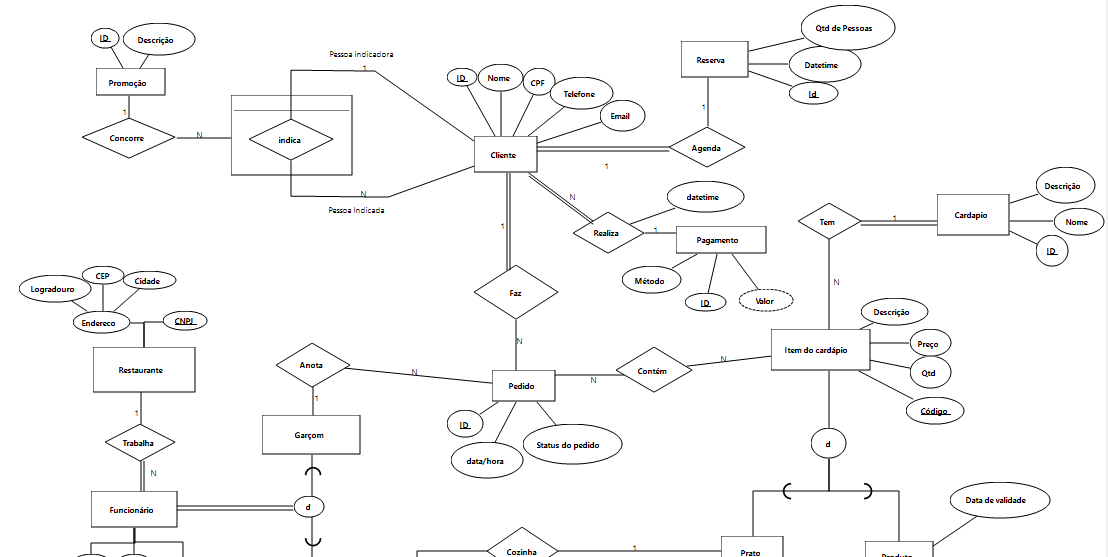 Qtd de Pessoas
ID
Descrição
Pessoa indicadora
1
Reserva
Datetime
Id
Promoção
ID
Nome
CPF
Telefone
Email
1
1
Concorre
N
indica
Cliente
Agenda
1
N
Pessoa Indicada
N
datetime
Descrição
Cardapio
Nome
ID
1
Tem
1
Realiza
1
Pagamento
Método
ID
Valor
N
CEP
Logradouro
Cidade
Endereco
CNPJ
Faz
N
Descrição
Preço
Qtd
Código
Item do cardápio
Restaurante
Anota
N
Pedido
N
Contém
N
1
1
ID
data/hora
Status do pedido
Trabalha
Garçom
d
N
Funcionário
d
Data de validade
Cozinha
1
Prato
Produto